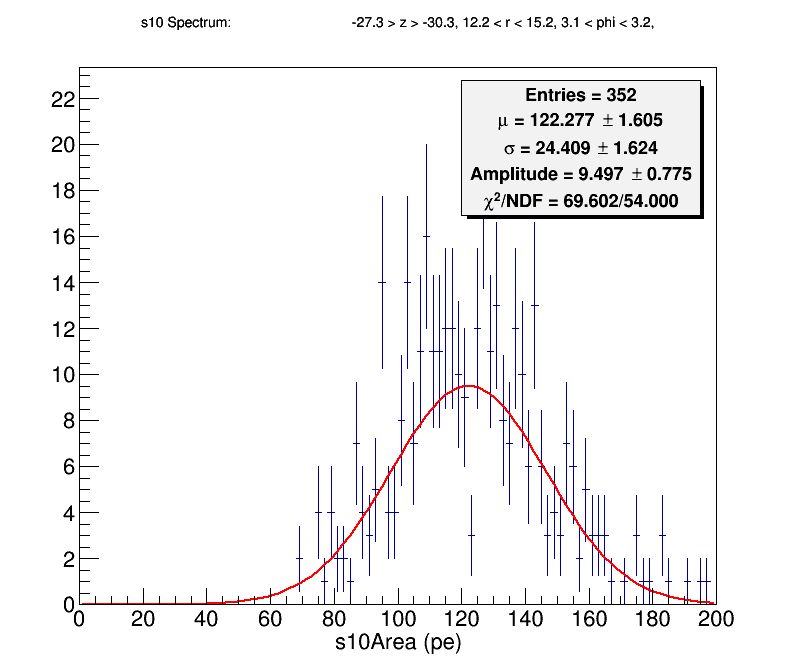 s10 Spectrum: -27.3 > z > -30.3, 12.2 < r < 15.2, 3.1 < phi < 3.2,
Entries = 352
μ = 122.277 ± 1.605
σ = 24.409 ± 1.624
Amplitude = 9.497 ± 0.775
χ²/NDF = 69.602/54.000
22
20
18
16
14
12
10
8
6
4
2
0
0 20 40 60 80 100 120 140 160 180 200
s10Area (pe)